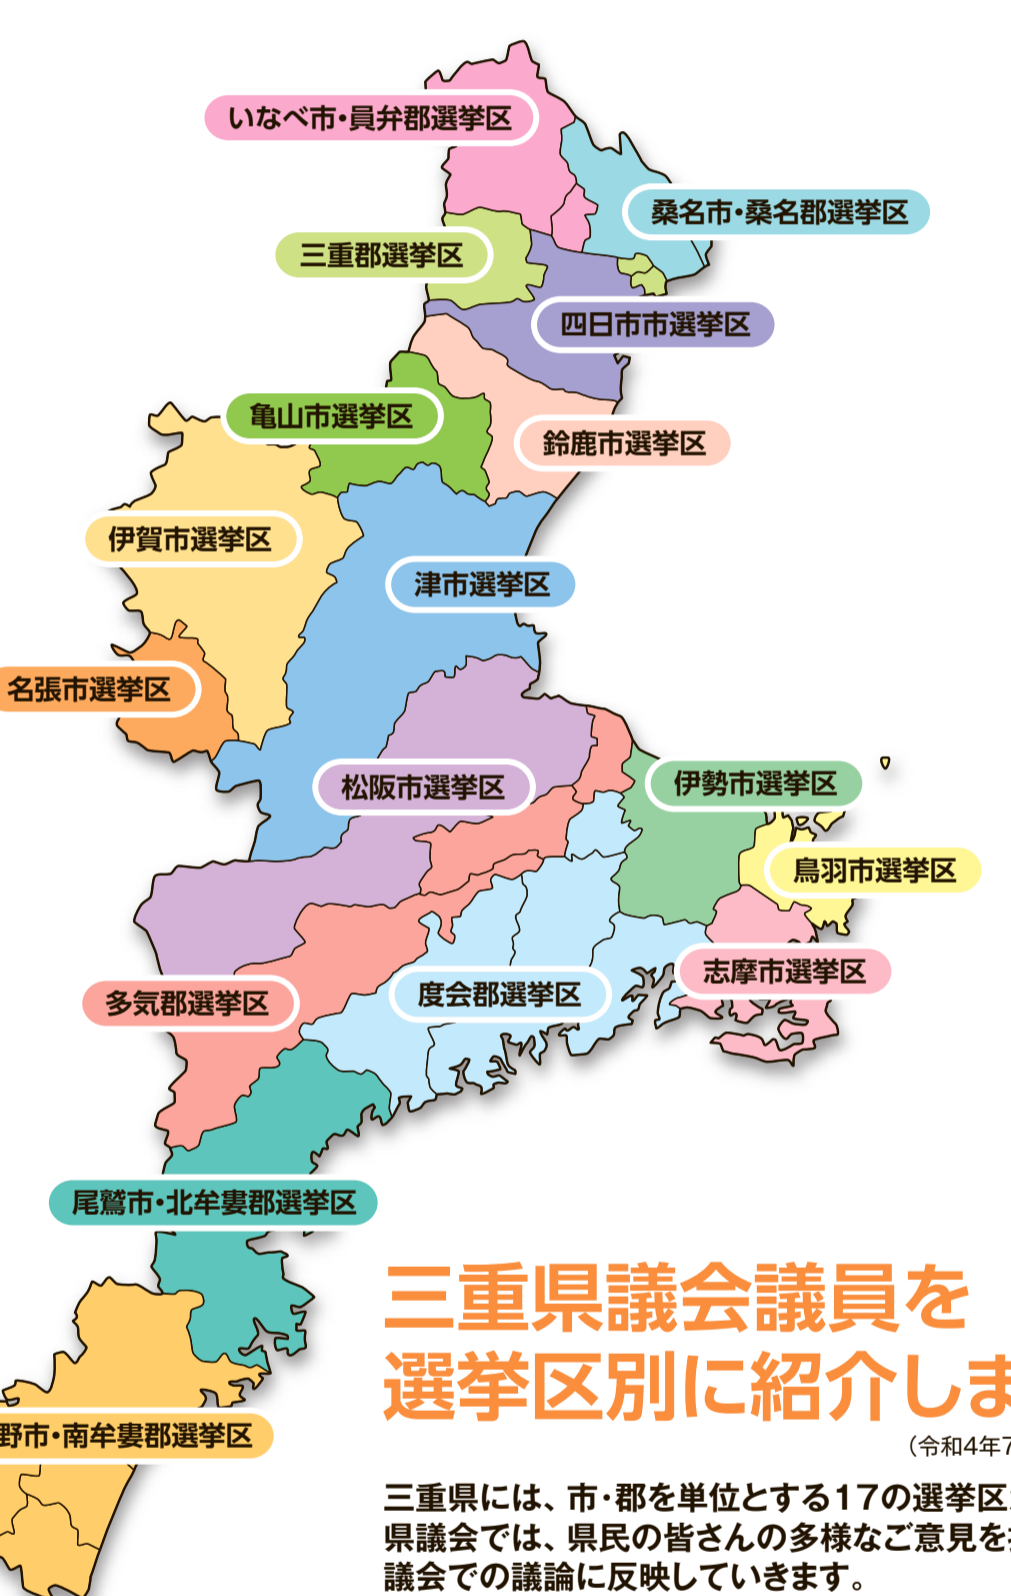 いなべ市・員弁郡選挙区
桑名市・桑名郡選挙区
三重郡選挙区
四日市市選挙区
亀山市選挙区
鈴鹿市選挙区
伊賀市選挙区
津市選挙区
名張市選挙区
松阪市選挙区
伊勢市選挙区
鳥羽市選挙区
志摩市選挙区
度会郡選挙区
多気郡選挙区
尾鷲市・北牟婁郡選挙区
野市・南牟婁郡選挙区
三重県議会議員を
選挙区別に紹介しま
（令和4年7
三重県には、市・郡を単位とする17の選挙区
県議会では、県民の皆さんの多様なご意見を
議会での議論に反映していきます。